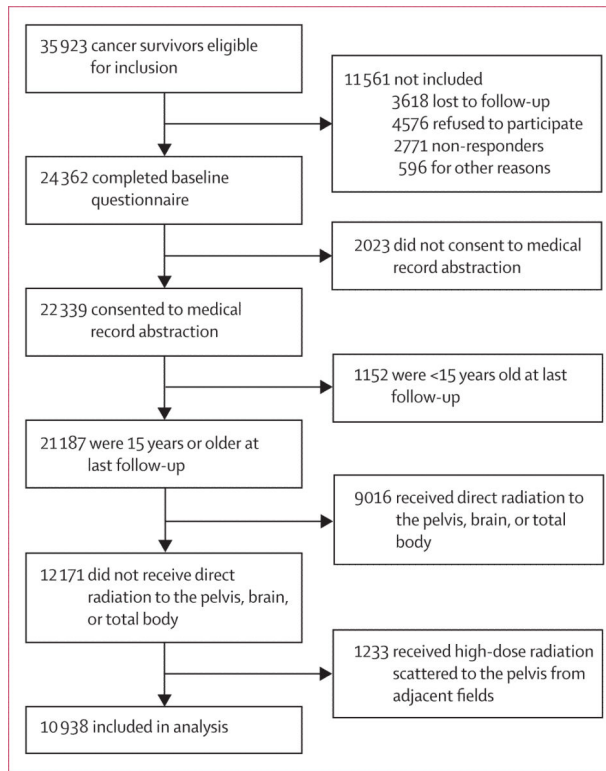 35 923 cancer survivors eligible
for inclusion
11 561 not included
3618 lost to follow-up
4576 refused to participate
2771 non-responders
596 for other reasons
24 362 completed baseline
questionnaire
2023 did not consent to medical
record abstraction
22 339 consented to medical
record abstraction
1152 were <15 years old at last
follow-up
21 187 were 15 years or older at
last follow-up
9016 received direct radiation to
the pelvis, brain, or total
body
12 171 did not receive direct
radiation to the pelvis, brain,
or total body
1233 received high-dose radiation
scattered to the pelvis from
adjacent fields
10 938 included in analysis